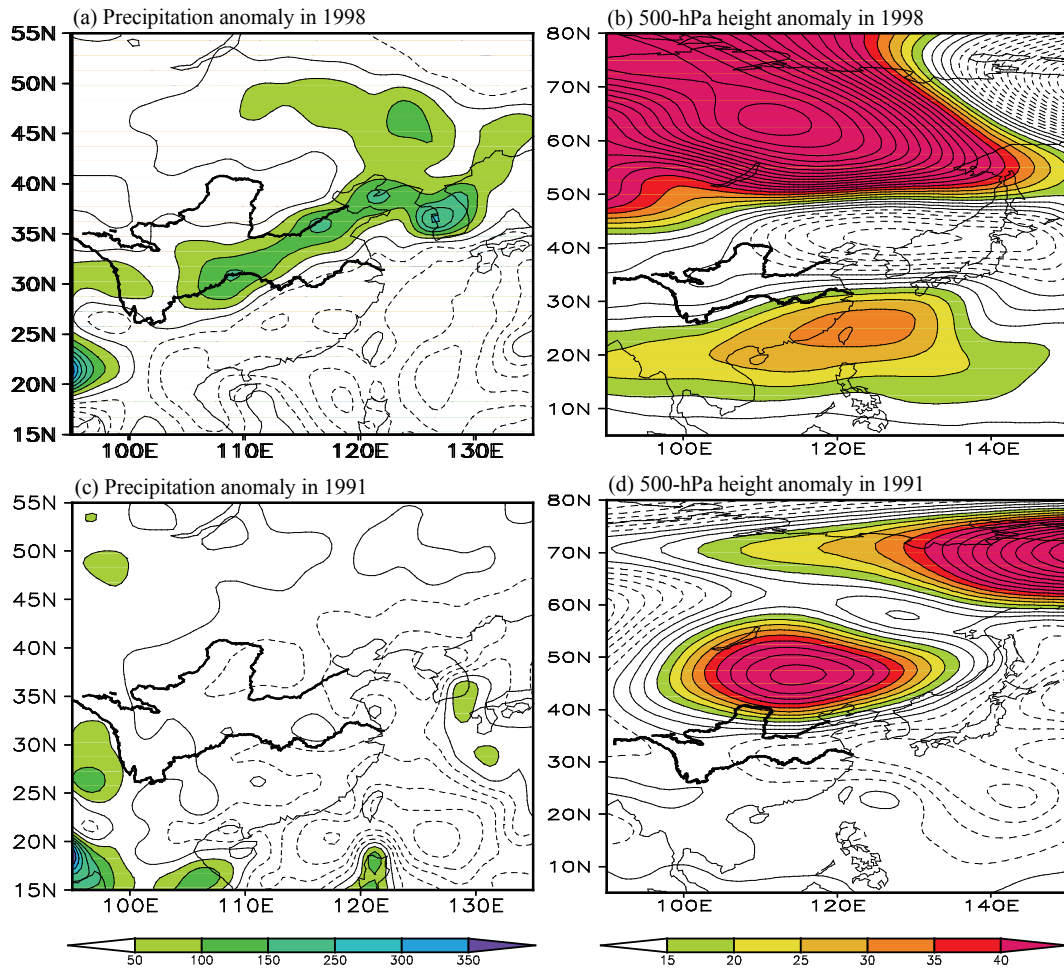 (a) Precipitation anomaly in 1998
55N
50N
45N
40N
35N
30N
25N
20N
15N
100E 110E 120E 130E
(b) 500-hPa height anomaly in 1998
80N
70N
60N
50N
40N
30N
20N
10N
100E 120E 140E
(c) Precipitation anomaly in 1991
55N
50N
45N
40N
35N
30N
25N
20N
15N
100E 110E 120E 130E
(d) 500-hPa height anomaly in 1991
80N
70N
60N
50N
40N
30N
20N
10N
100E 120E 140E
50 100 150 200 250 300 350
15 20 25 30 35 40